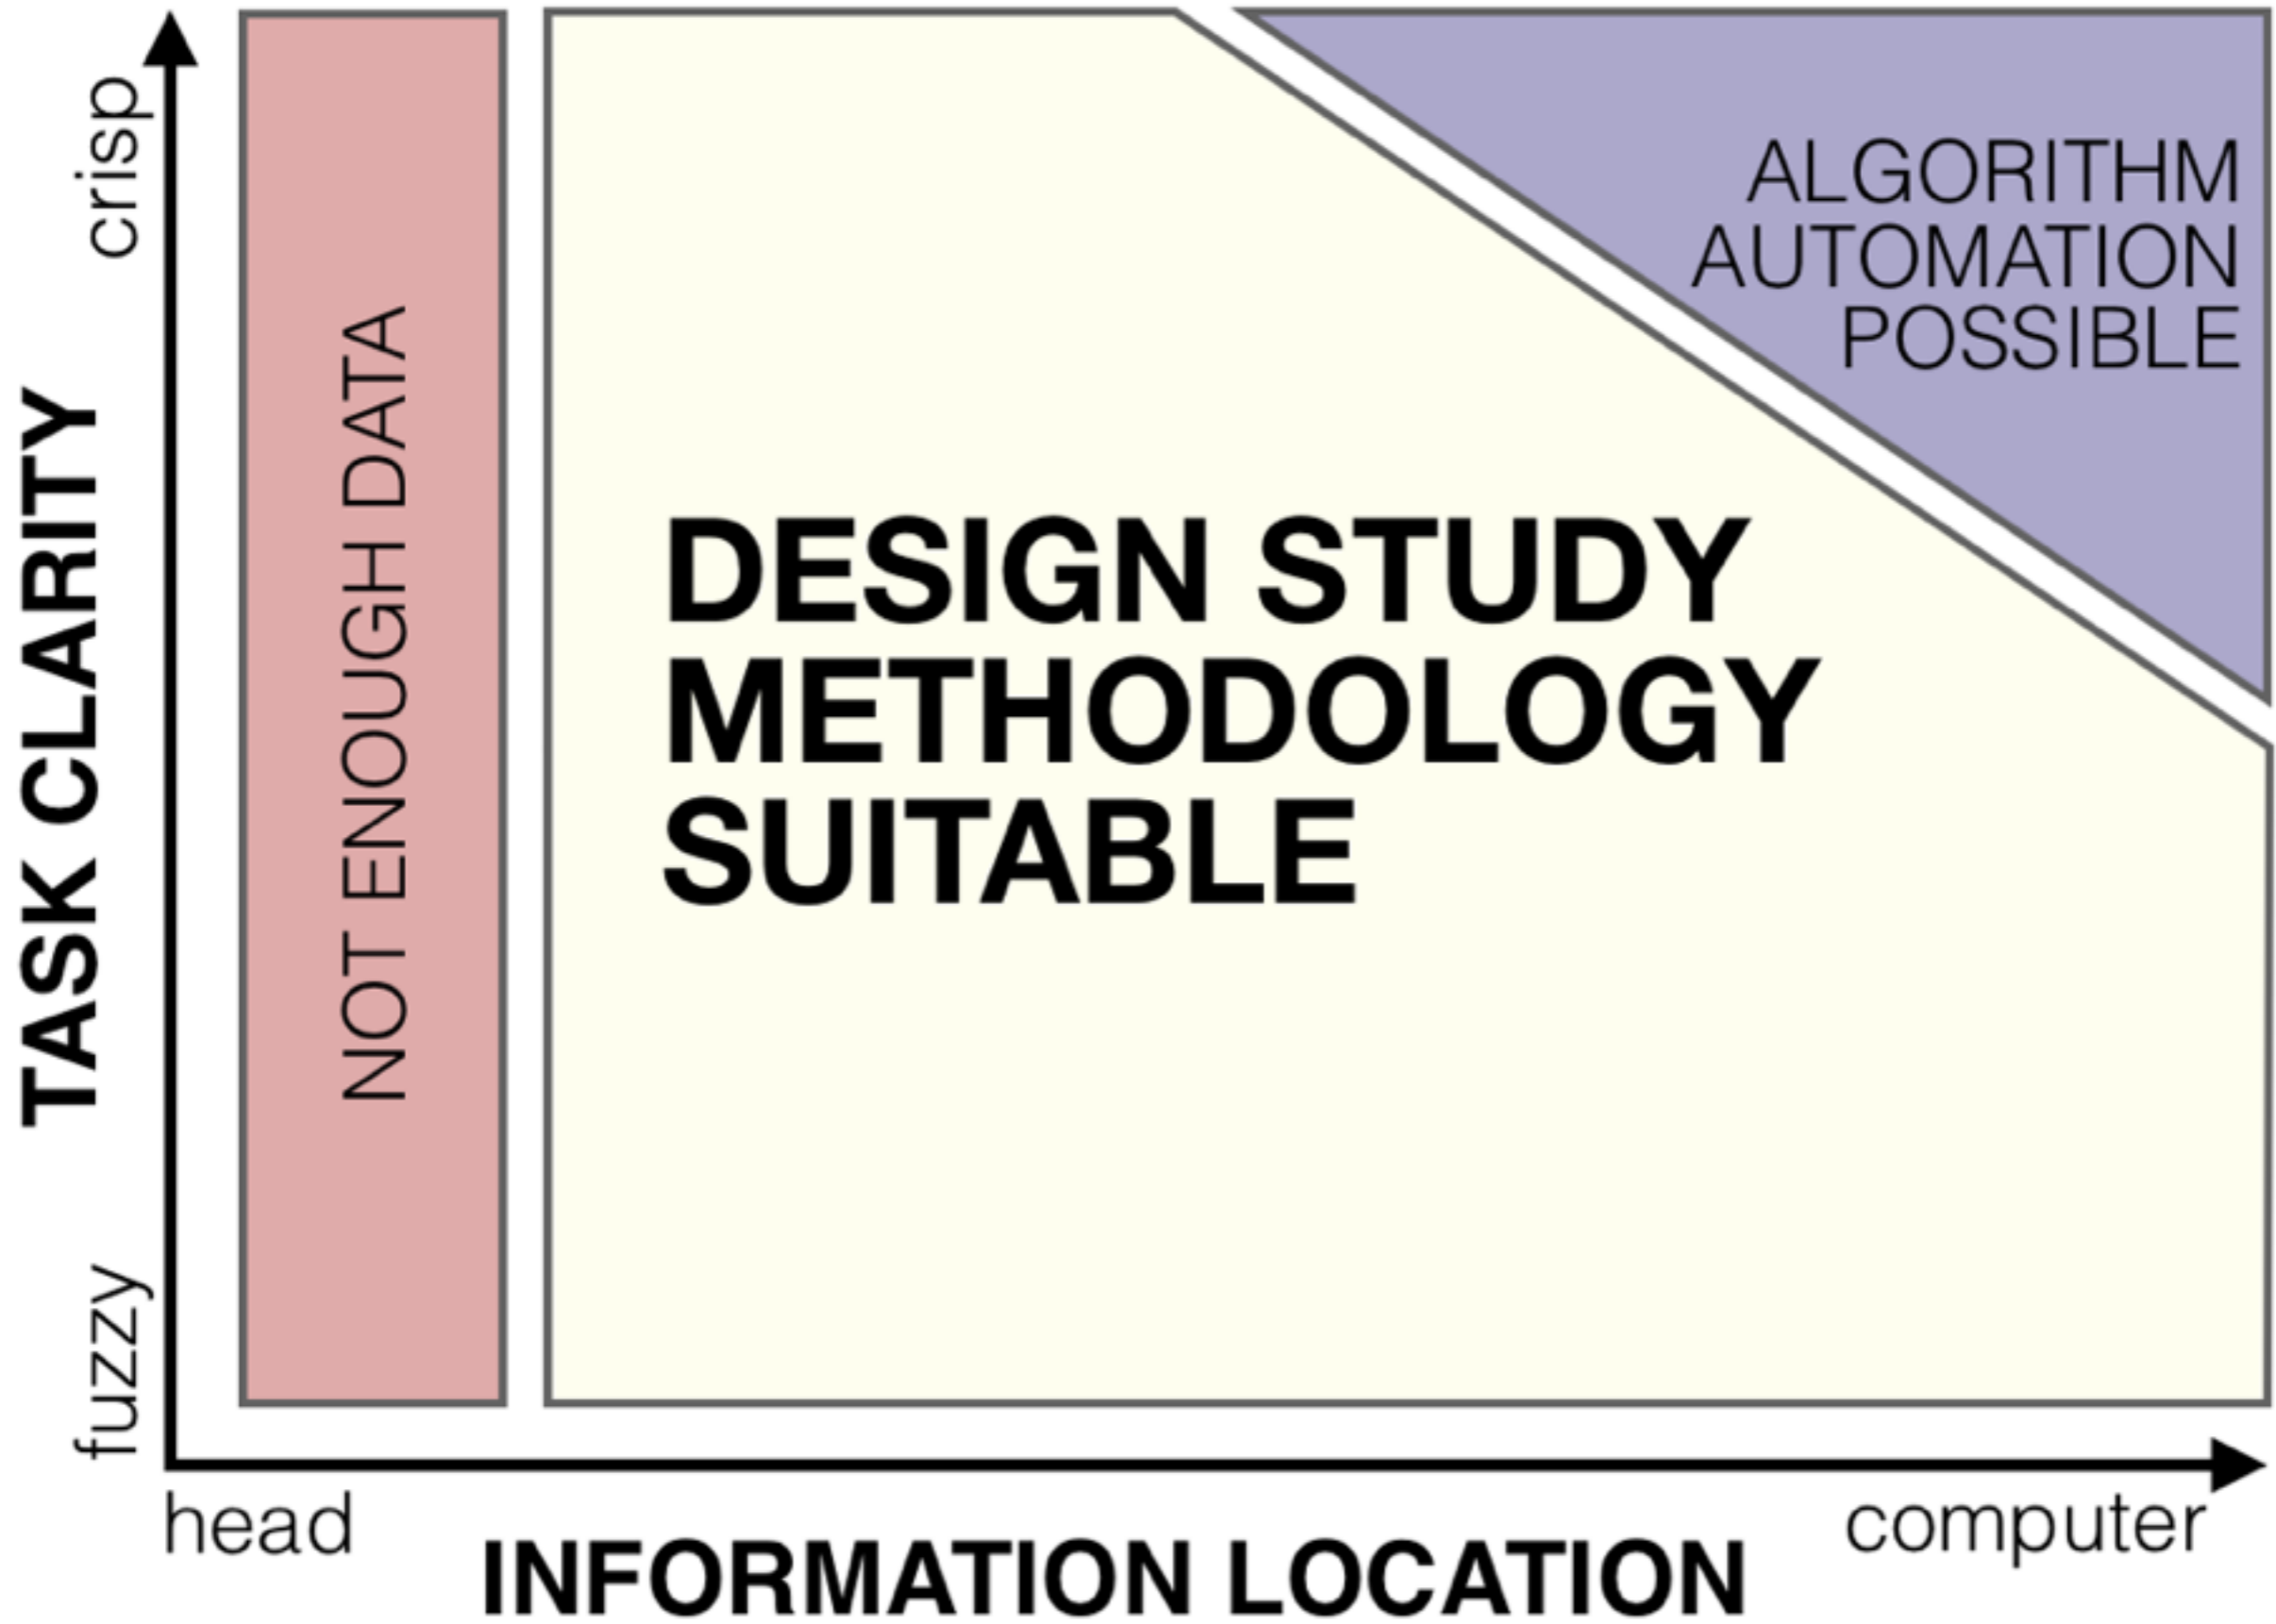 crisp
TASK CLARITY
fuzzy
NOT ENOUGH DATA
DESIGN STUDY
METHODOLOGY
SUITABLE
ALGORITHM
AUTOMATION
POSSIBLE
head
computer
INFORMATION LOCATION